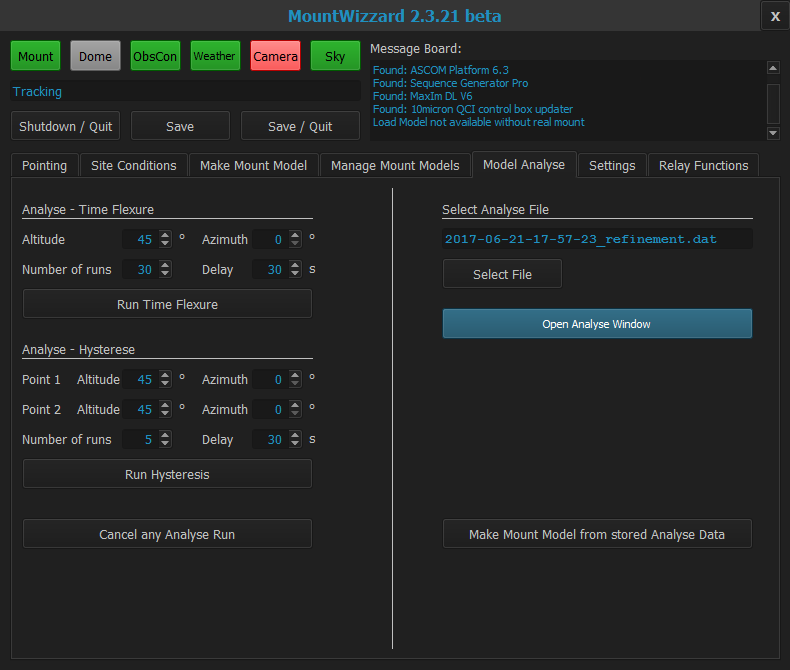 MountWizzard 2.3.21 beta
X
Mount Dome ObsCon Weather Camera Sky
Message Board:
Found: ASCOM Platform 6.3
Found: Sequence Generator Pro
Found: MaxIm DL V6
Found: 10micron QCI control box updater
Load Model not available without real mount
Tracking
Shutdown / Quit Save Save / Quit
Pointing Site Conditions Make Mount Model Manage Mount Models Model Analyse Settings Relay Functions
Analyse - Time Flexure
Altitude 45 ° Azimuth 0 °
Number of runs 30 Delay 30 s
Run Time Flexure
Analyse - Hysterese
Point 1 Altitude 45 ° Azimuth 0 °
Point 2 Altitude 45 ° Azimuth 0 °
Number of runs 5 Delay 30 s
Run Hysteresis
Cancel any Analyse Run
Select Analyse File
2017-06-21-17-57-23_refinement.dat
Select File
Open Analyse Window
Make Mount Model from stored Analyse Data